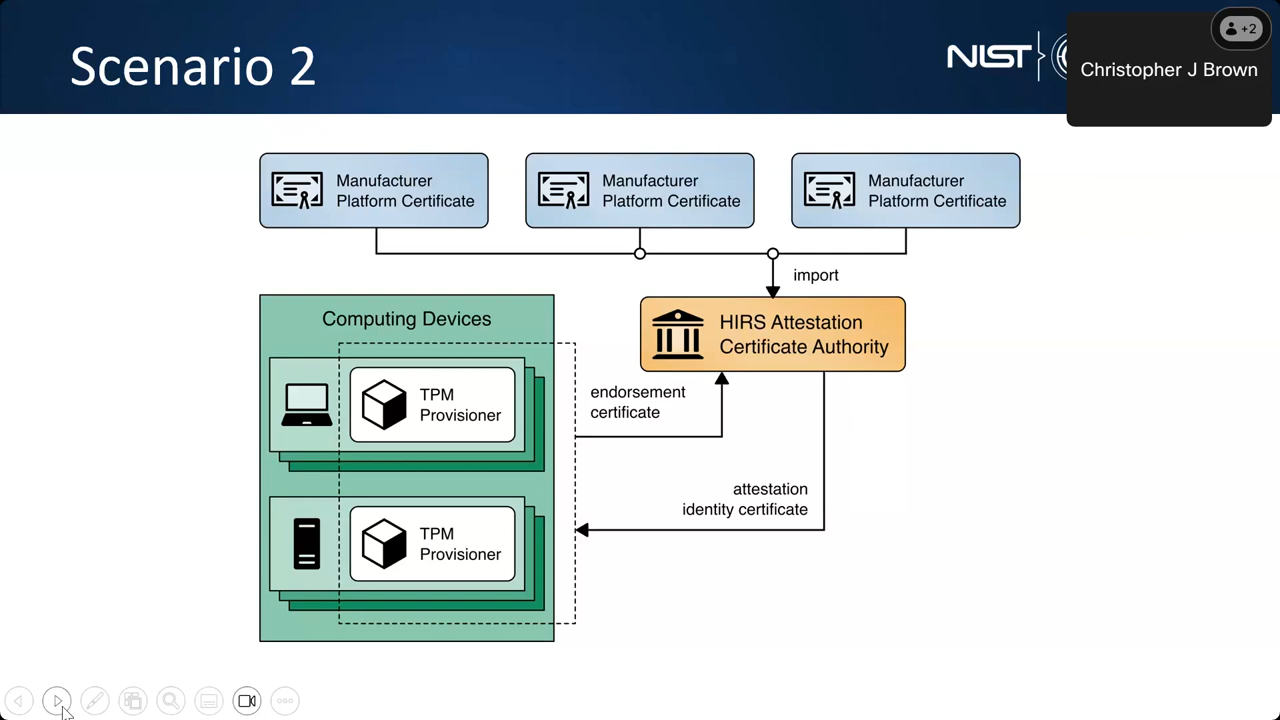 Scenario 2
NIST
+2
Christopher J Brown
Manufacturer
Platform Certificate
Manufacturer
Platform Certificate
Manufacturer
Platform Certificate
import
Computing Devices
HIRS Attestation
Certificate Authority
TPM
Provisioner
endorsement
certificate
attestation
identity certificate
TPM
Provisioner